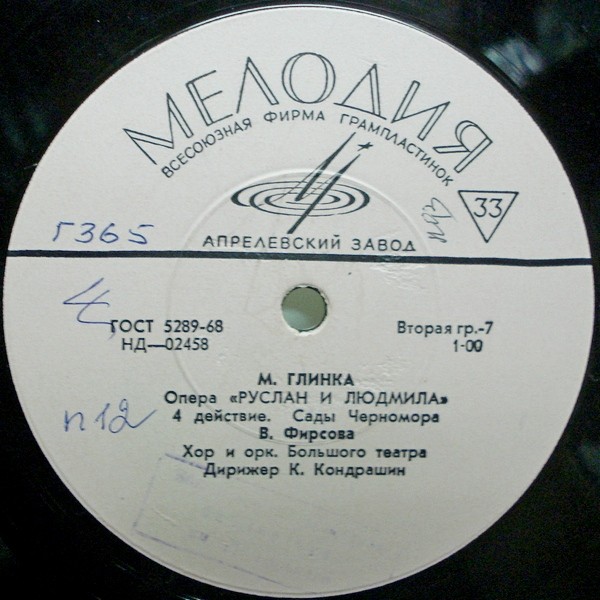 МЕЛОДИЯ
ВСЕСОЮЗНАЯ ФИРМА ГРАМПЛАСТИНОК
33
АПРЕЛЕВСКИЙ ЗАВОД
Г365
4
ГОСТ 5289-68
НД—02458
Вторая гр.-7
1-00
п12
М. ГЛИНКА
Опера «РУСЛАН И ЛЮДМИЛА»
4 действие. Сады Черномора
В. Фирсова
Хор и орк. Большого театра
Дирижер К. Кондрашин